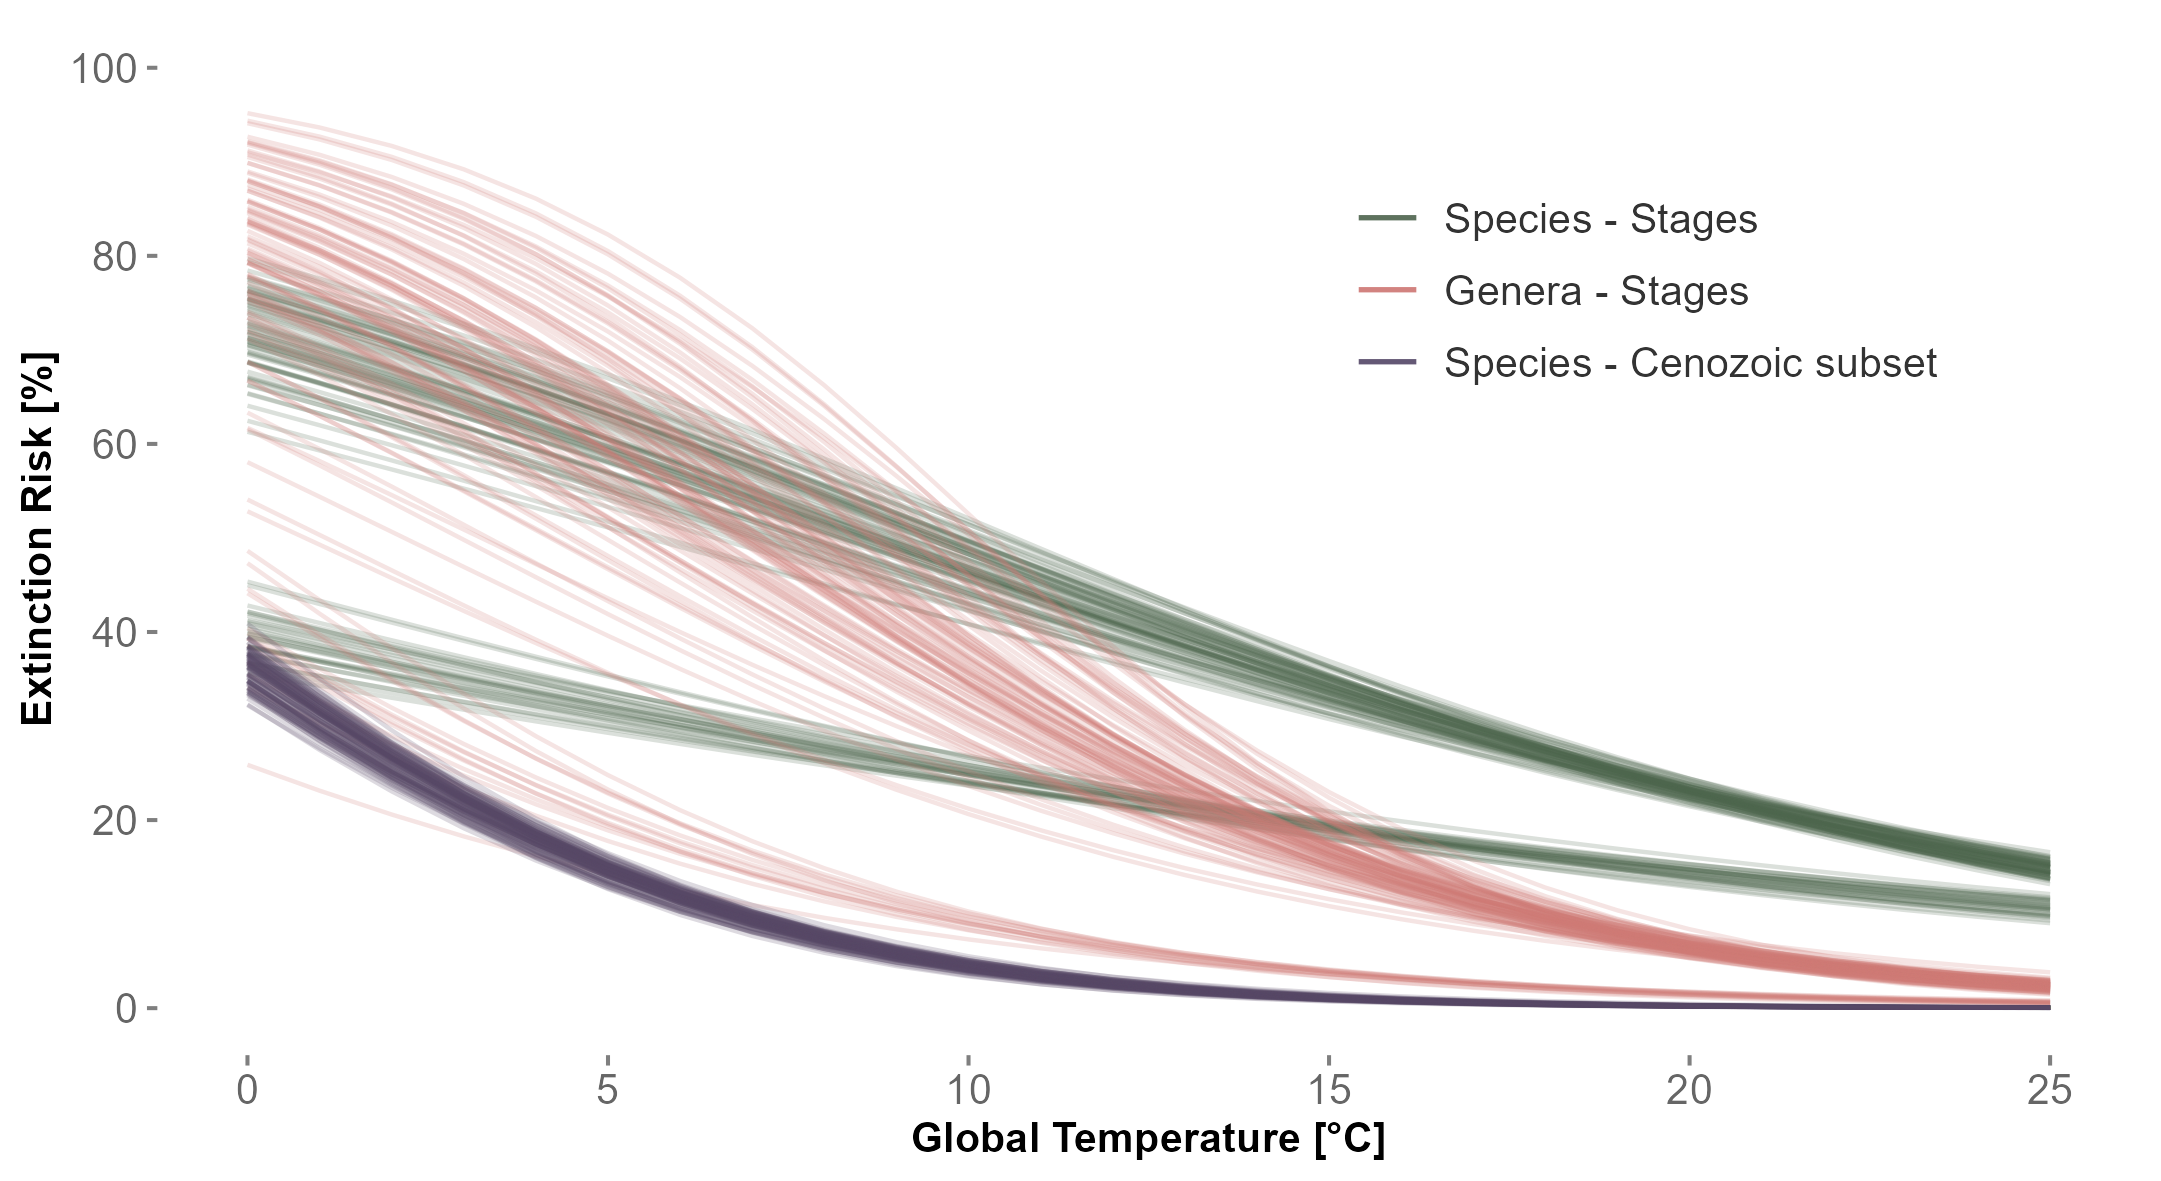 100
80
60
40
20
0
Extinction Risk [%]
Species - Stages
Genera - Stages
Species - Cenozoic subset
0 5 10 15 20 25
Global Temperature [°C]